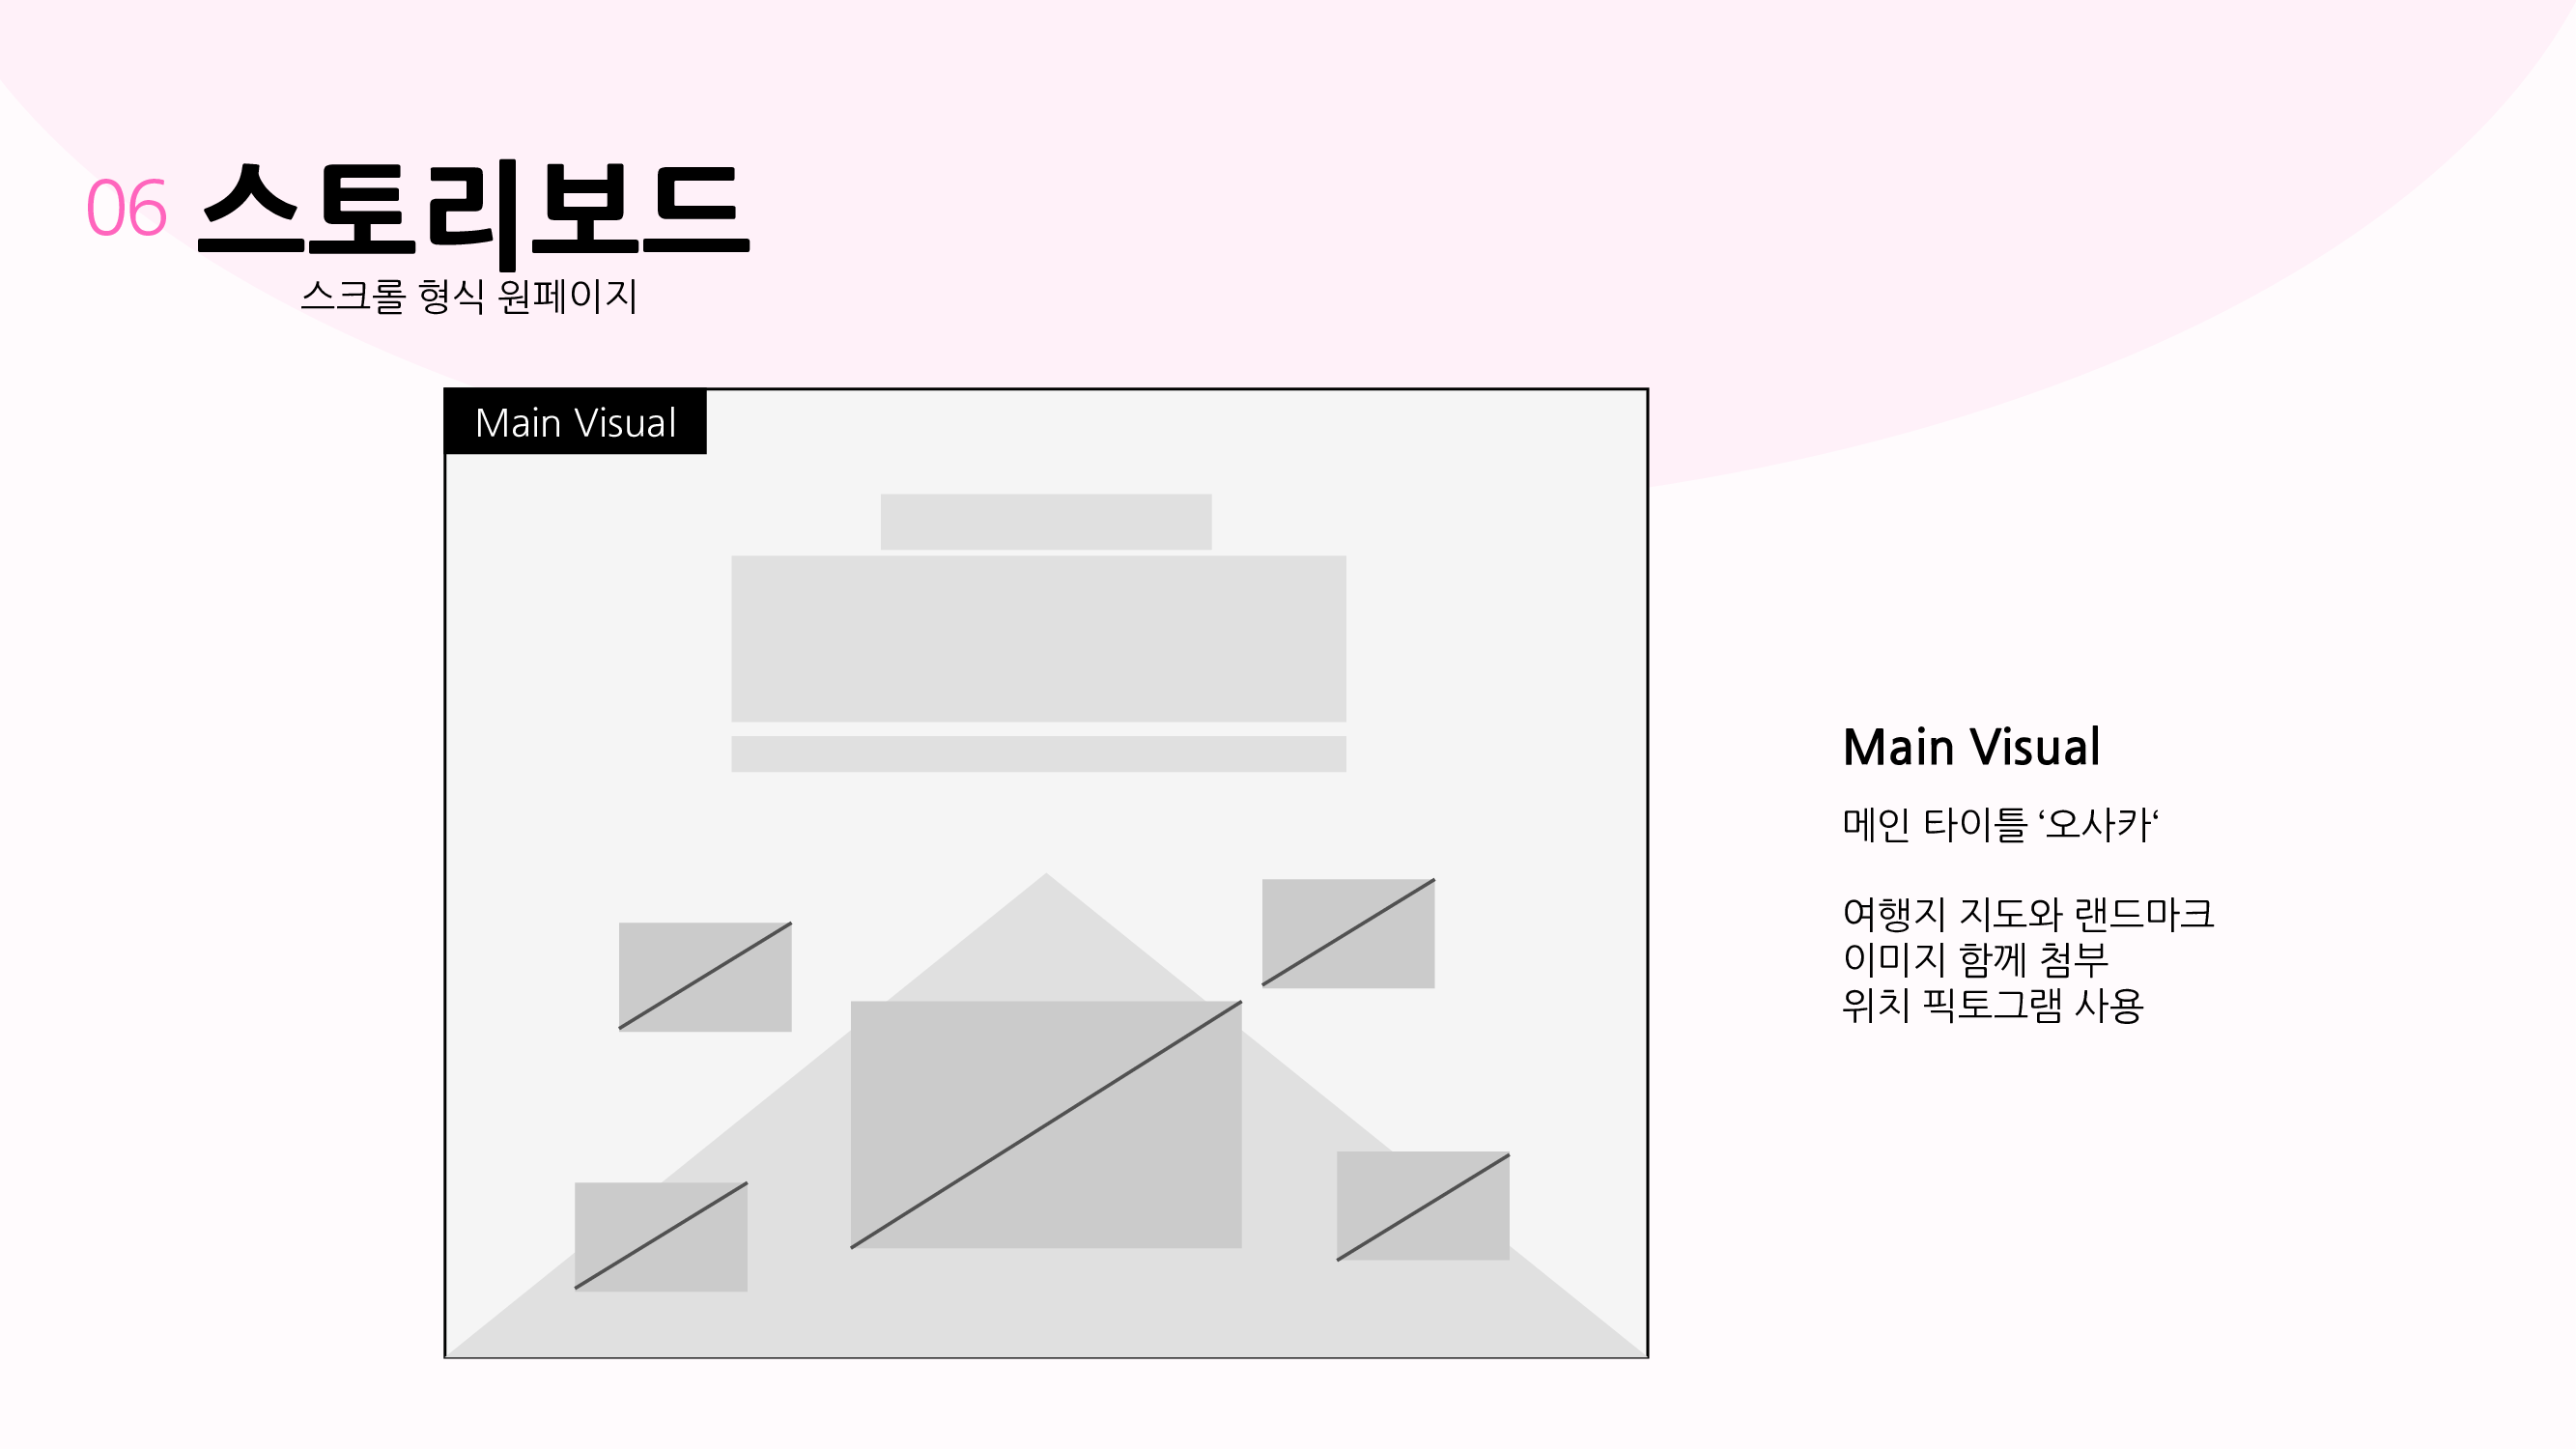 06 스토리보드
스크롤 형식 원페이지
Main Visual
Main Visual
메인 타이틀 ‘오사카‘
여행지 지도와 랜드마크
이미지 함께 첨부
위치 픽토그램 사용